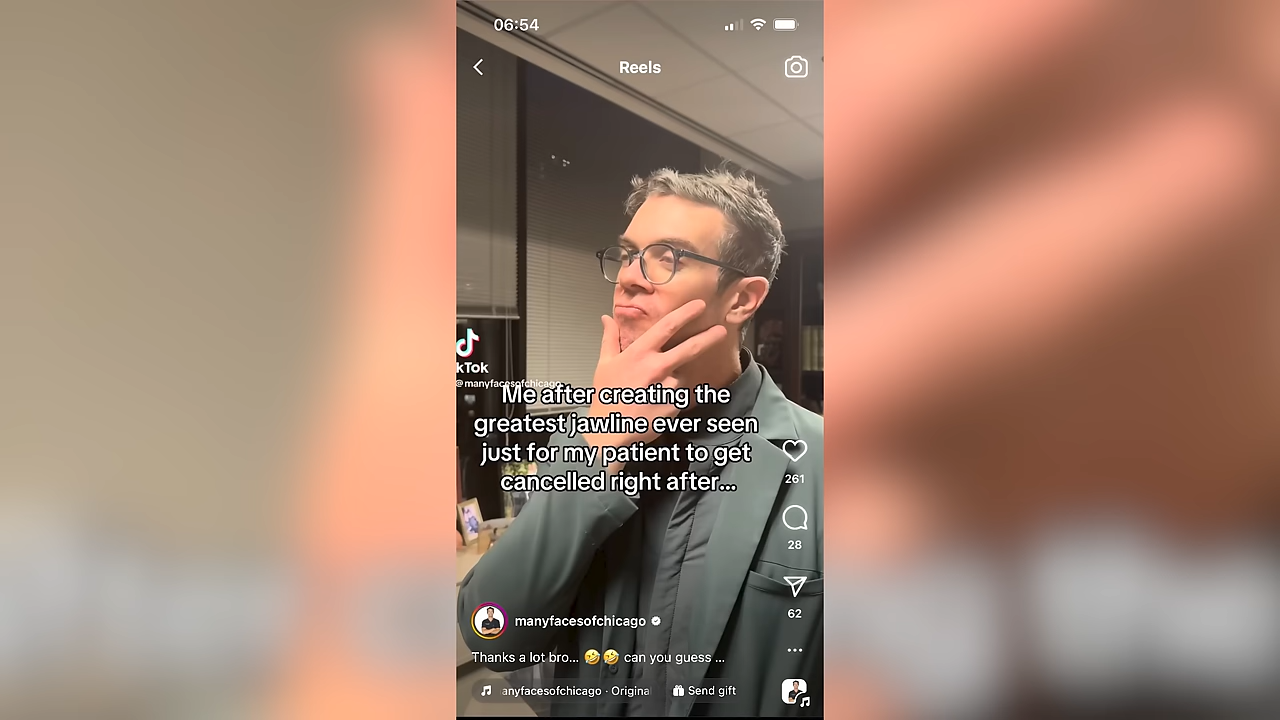 06:54
Reels
kTok
@manyfacesofchicago
Me after creating the
greatest jawline ever seen
just for my patient to get
cancelled right after...
261
28
62
manyfacesofchicago
Thanks a lot bro... 🤣🤣 can you guess ...
anyfacesofchicago · Origina
Send gift